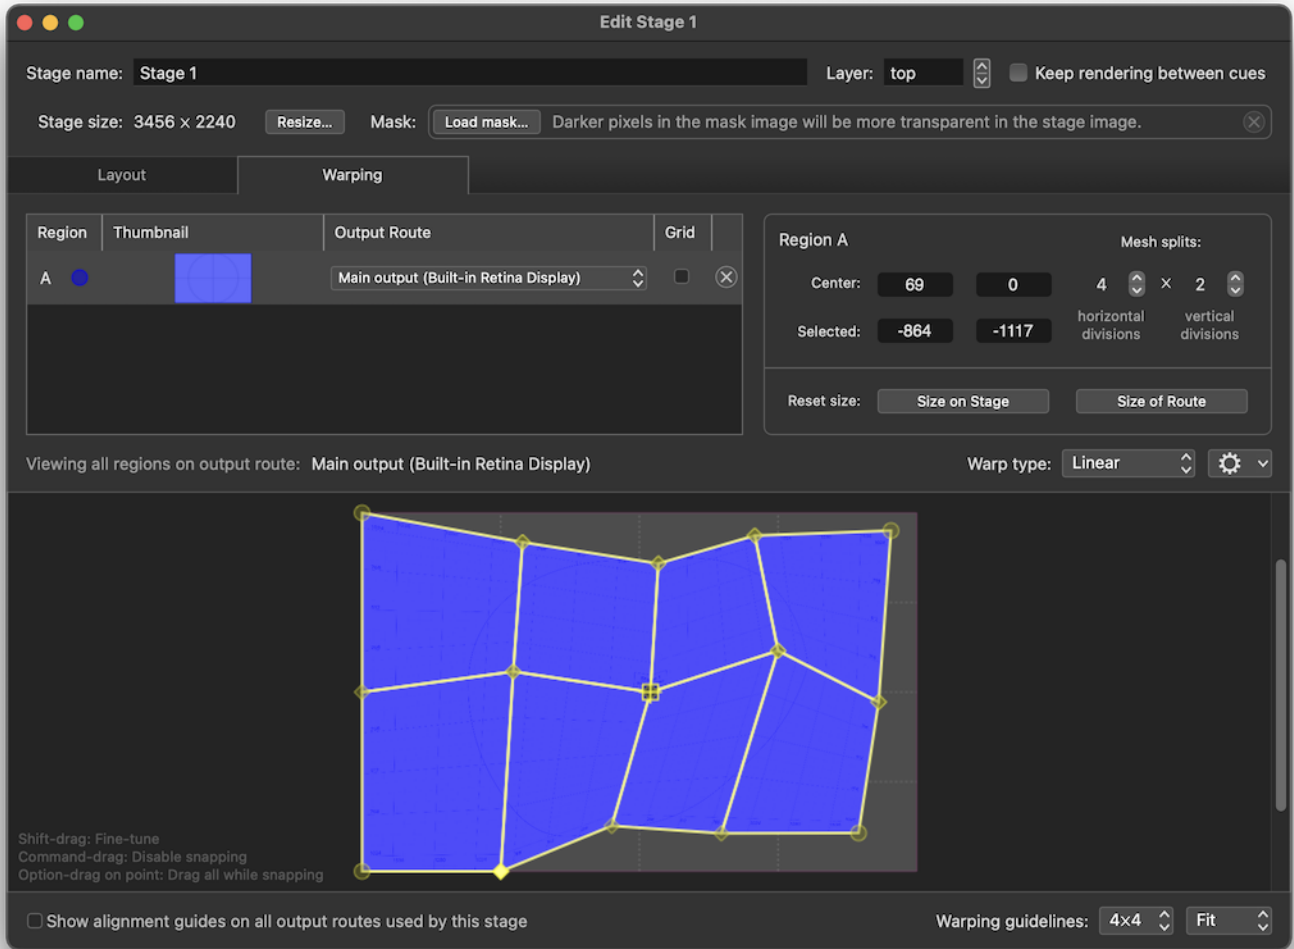 Edit Stage 1
Stage name: Stage 1 Layer: top Keep rendering between cues
Stage size: 3456 × 2240 Resize... Mask: Load mask... Darker pixels in the mask image will be more transparent in the stage image.
Layout Warping
Region Thumbnail Output Route Grid
A Main output (Built-in Retina Display)
Region A Mesh splits:
Center: 69 0 4 × 2
horizontal divisions vertical divisions
Selected: -864 -1117
Reset size: Size on Stage Size of Route
Viewing all regions on output route: Main output (Built-in Retina Display) Warp type: Linear
Shift-drag: Fine-tune
Command-drag: Disable snapping
Option-drag on point: Drag all while snapping
Show alignment guides on all output routes used by this stage Warping guidelines: 4×4 Fit